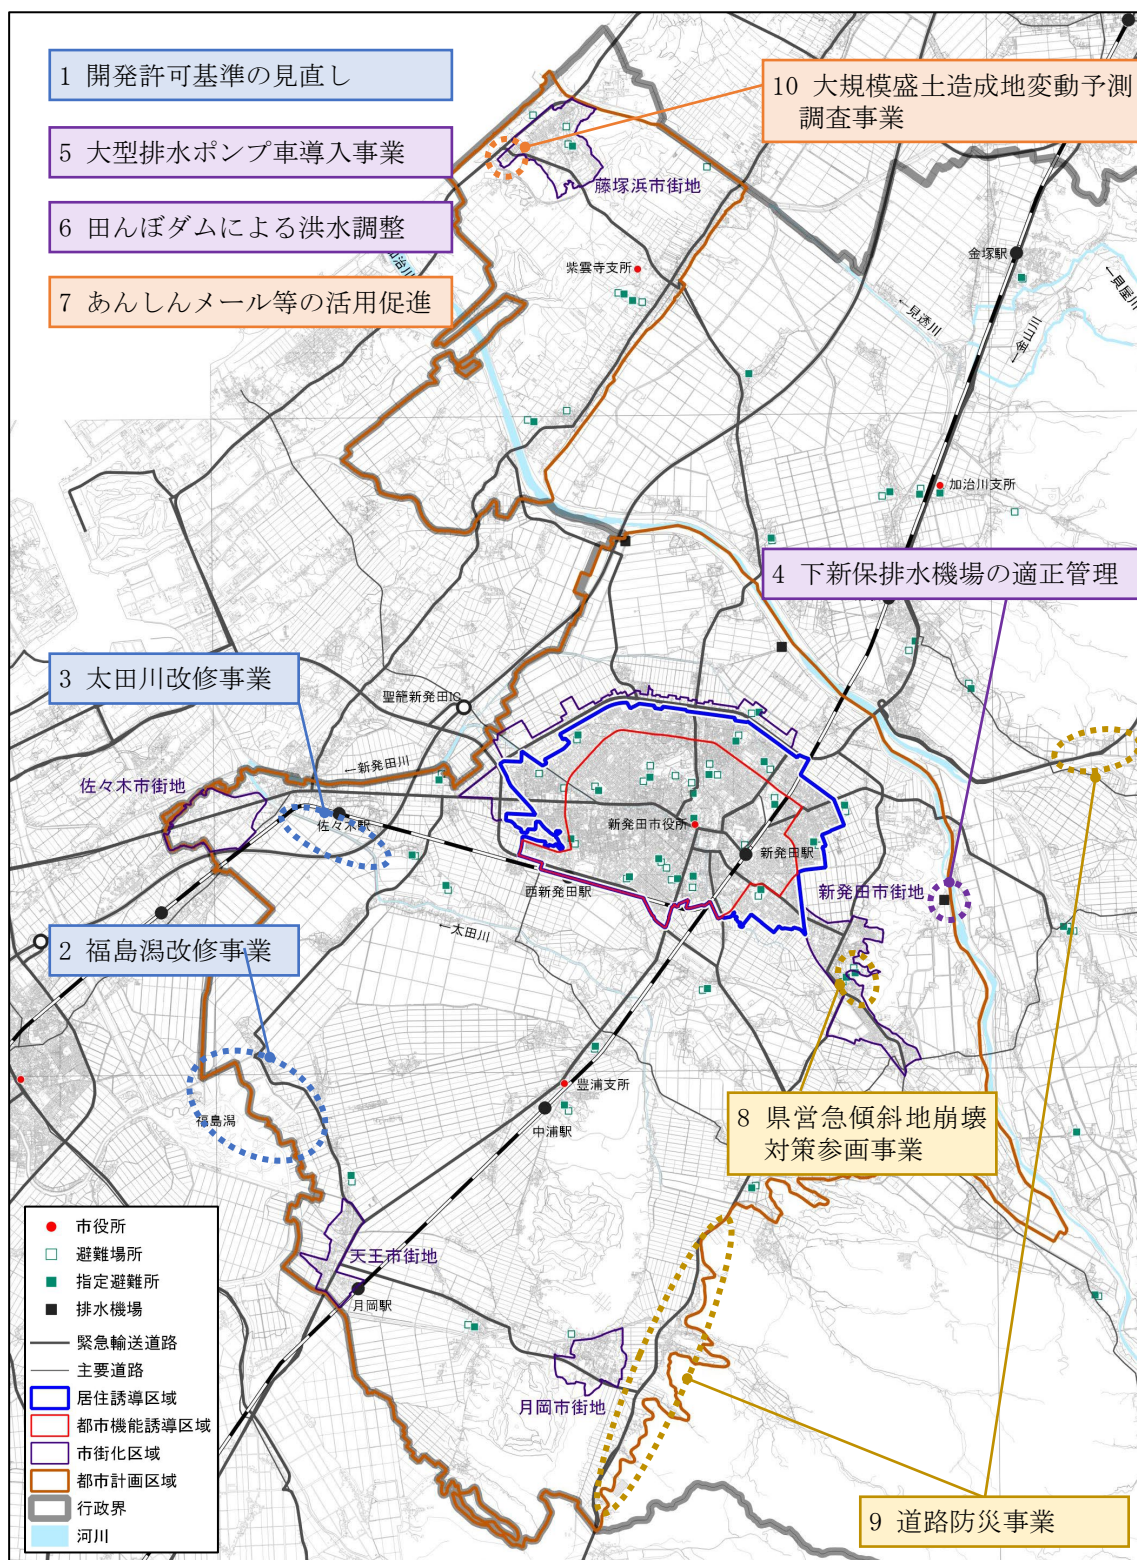 1 開発許可基準の見直し
5 大型排水ポンプ車導入事業
6 田んぼダムによる洪水調整
7 あんしんメール等の活用促進
10 大規模盛土造成地変動予測
調査事業
藤塚浜市街地
紫雲寺支所
金塚駅
←貝屋川
←見透川
←金山川
加治川
加治川支所
4 下新保排水機場の適正管理
3 太田川改修事業
聖籠新発田IC
←新発田川
佐々木市街地
佐々木駅
新発田市役所
新発田駅
西新発田駅
新発田市街地
←太田川
2 福島潟改修事業
福島潟
豊浦支所
中浦駅
8 県営急傾斜地崩壊
対策参画事業
天王市街地
月岡駅
月岡市街地
9 道路防災事業
市役所
避難場所
指定避難所
排水機場
緊急輸送道路
主要道路
居住誘導区域
都市機能誘導区域
市街化区域
都市計画区域
行政界
河川